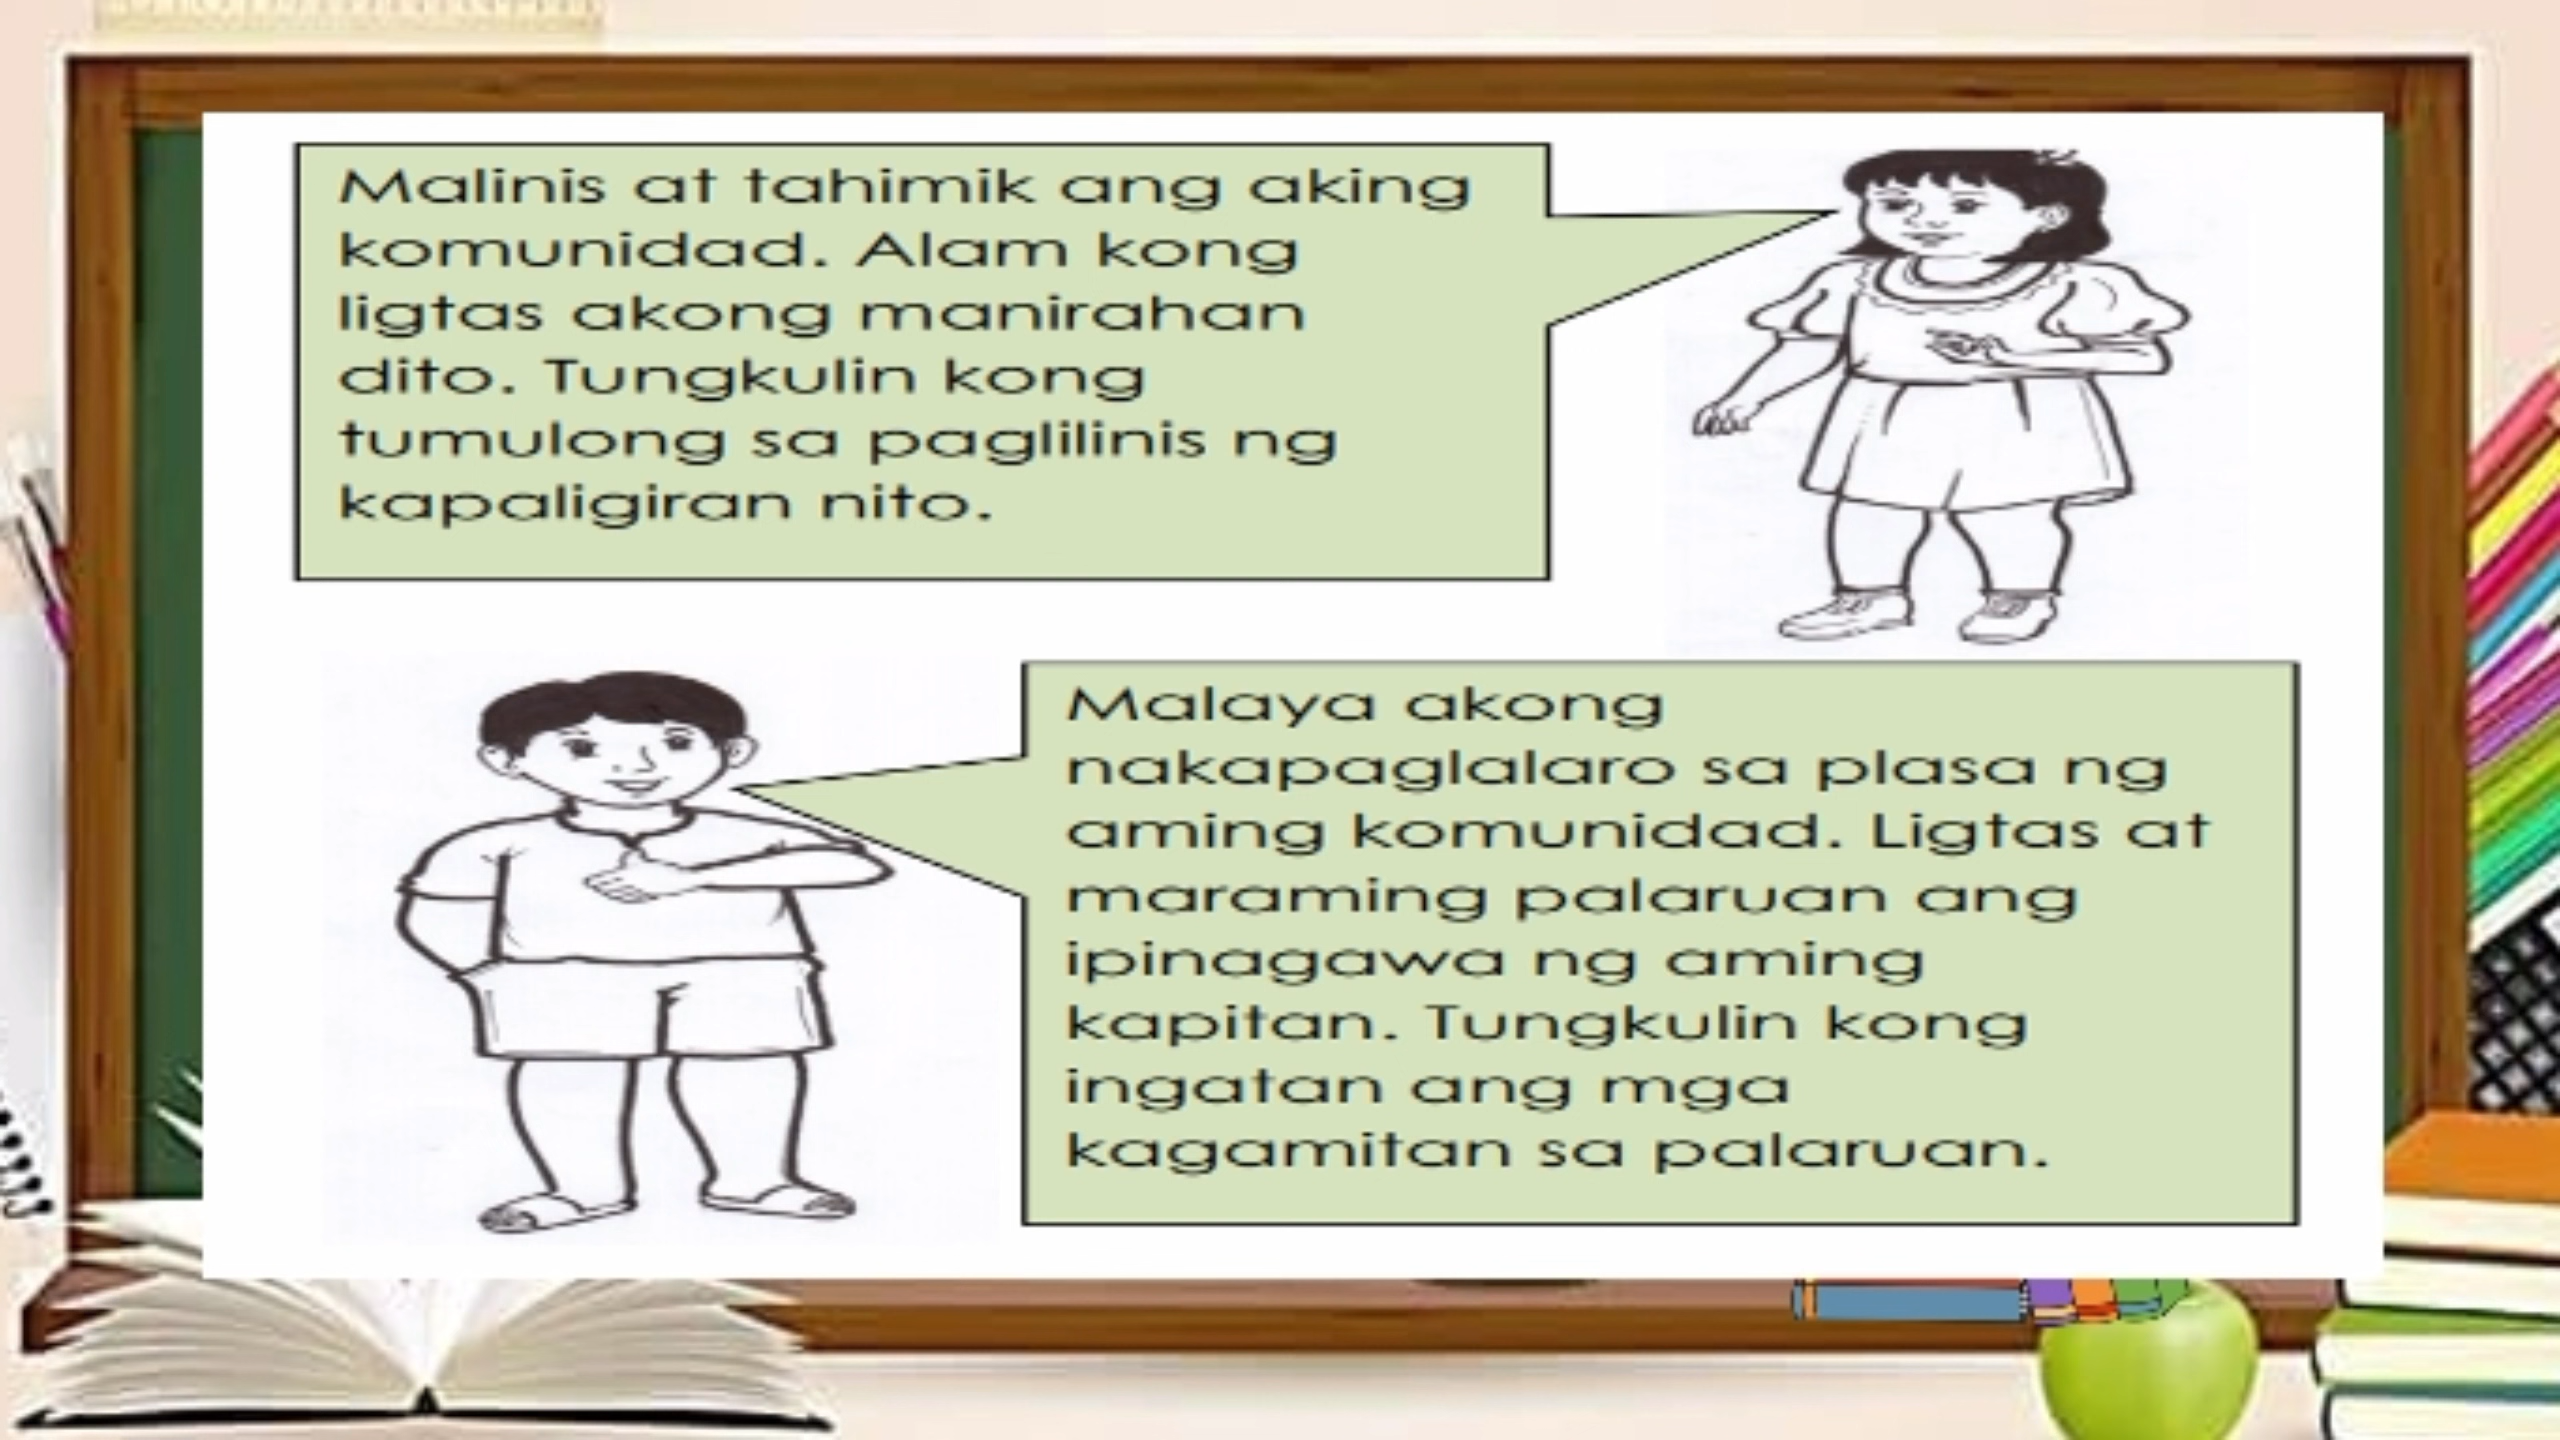 Malinis at tahimik ang aking
komunidad. Alam kong
ligtas akong manirahan
dito. Tungkulin kong
tumulong sa paglilinis ng
kapaligiran nito.
Malaya akong
nakapaglalaro sa plasa ng
aming komunidad. Ligtas at
maraming palaruan ang
ipinagawa ng aming
kapitan. Tungkulin kong
ingatan ang mga
kagamitan sa palaruan.